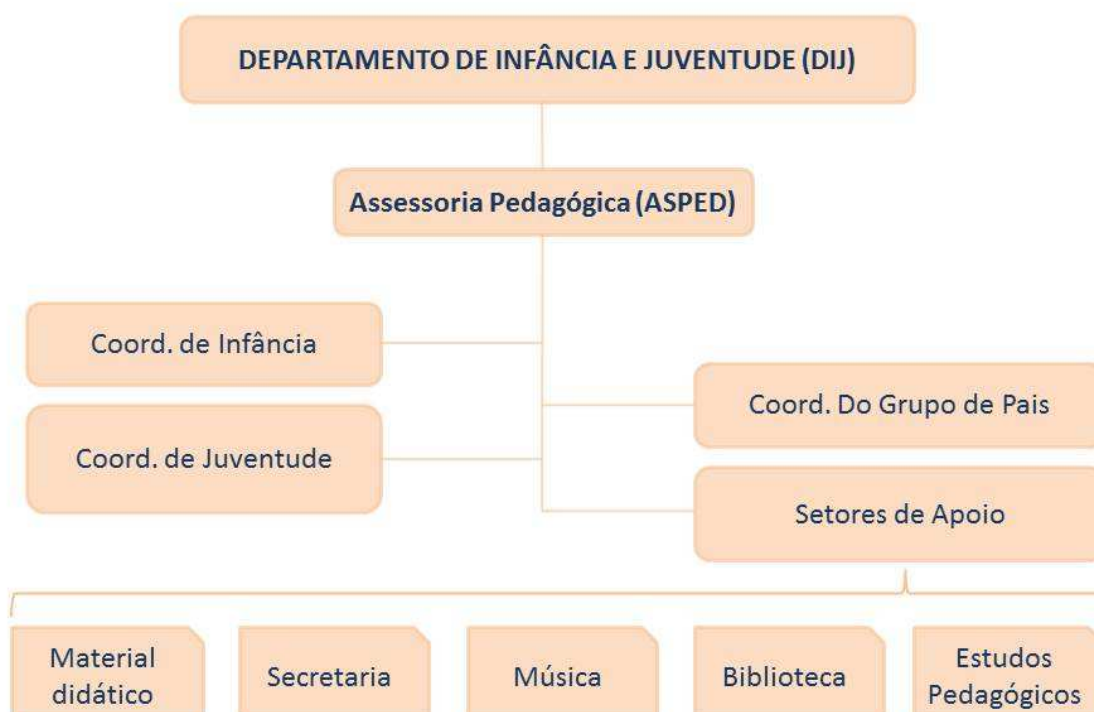 DEPARTAMENTO DE INFÂNCIA E JUVENTUDE (DIJ)
Assessoria Pedagógica (ASPED)
Coord. de Infância
Coord. Do Grupo de Pais
Coord. de Juventude
Setores de Apoio
Material
didático
Secretaria
Música
Biblioteca
Estudos
Pedagógicos